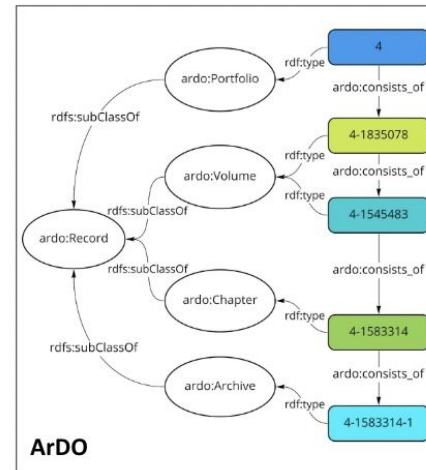 4
rdf:type
ardo:Portfolio
ardo:consists_of
rdfs:subClassOf
4-1835078
rdf:type
ardo:consists_of
ardo:Volume
rdf:type
4-1545483
rdfs:subClassOf
ardo:Record
ardo:consists_of
rdfs:subClassOf
ardo:Chapter
rdf:type
4-1583314
rdfs:subClassOf
ardo:consists_of
ardo:Archive
rdf:type
4-1583314-1
ArDO